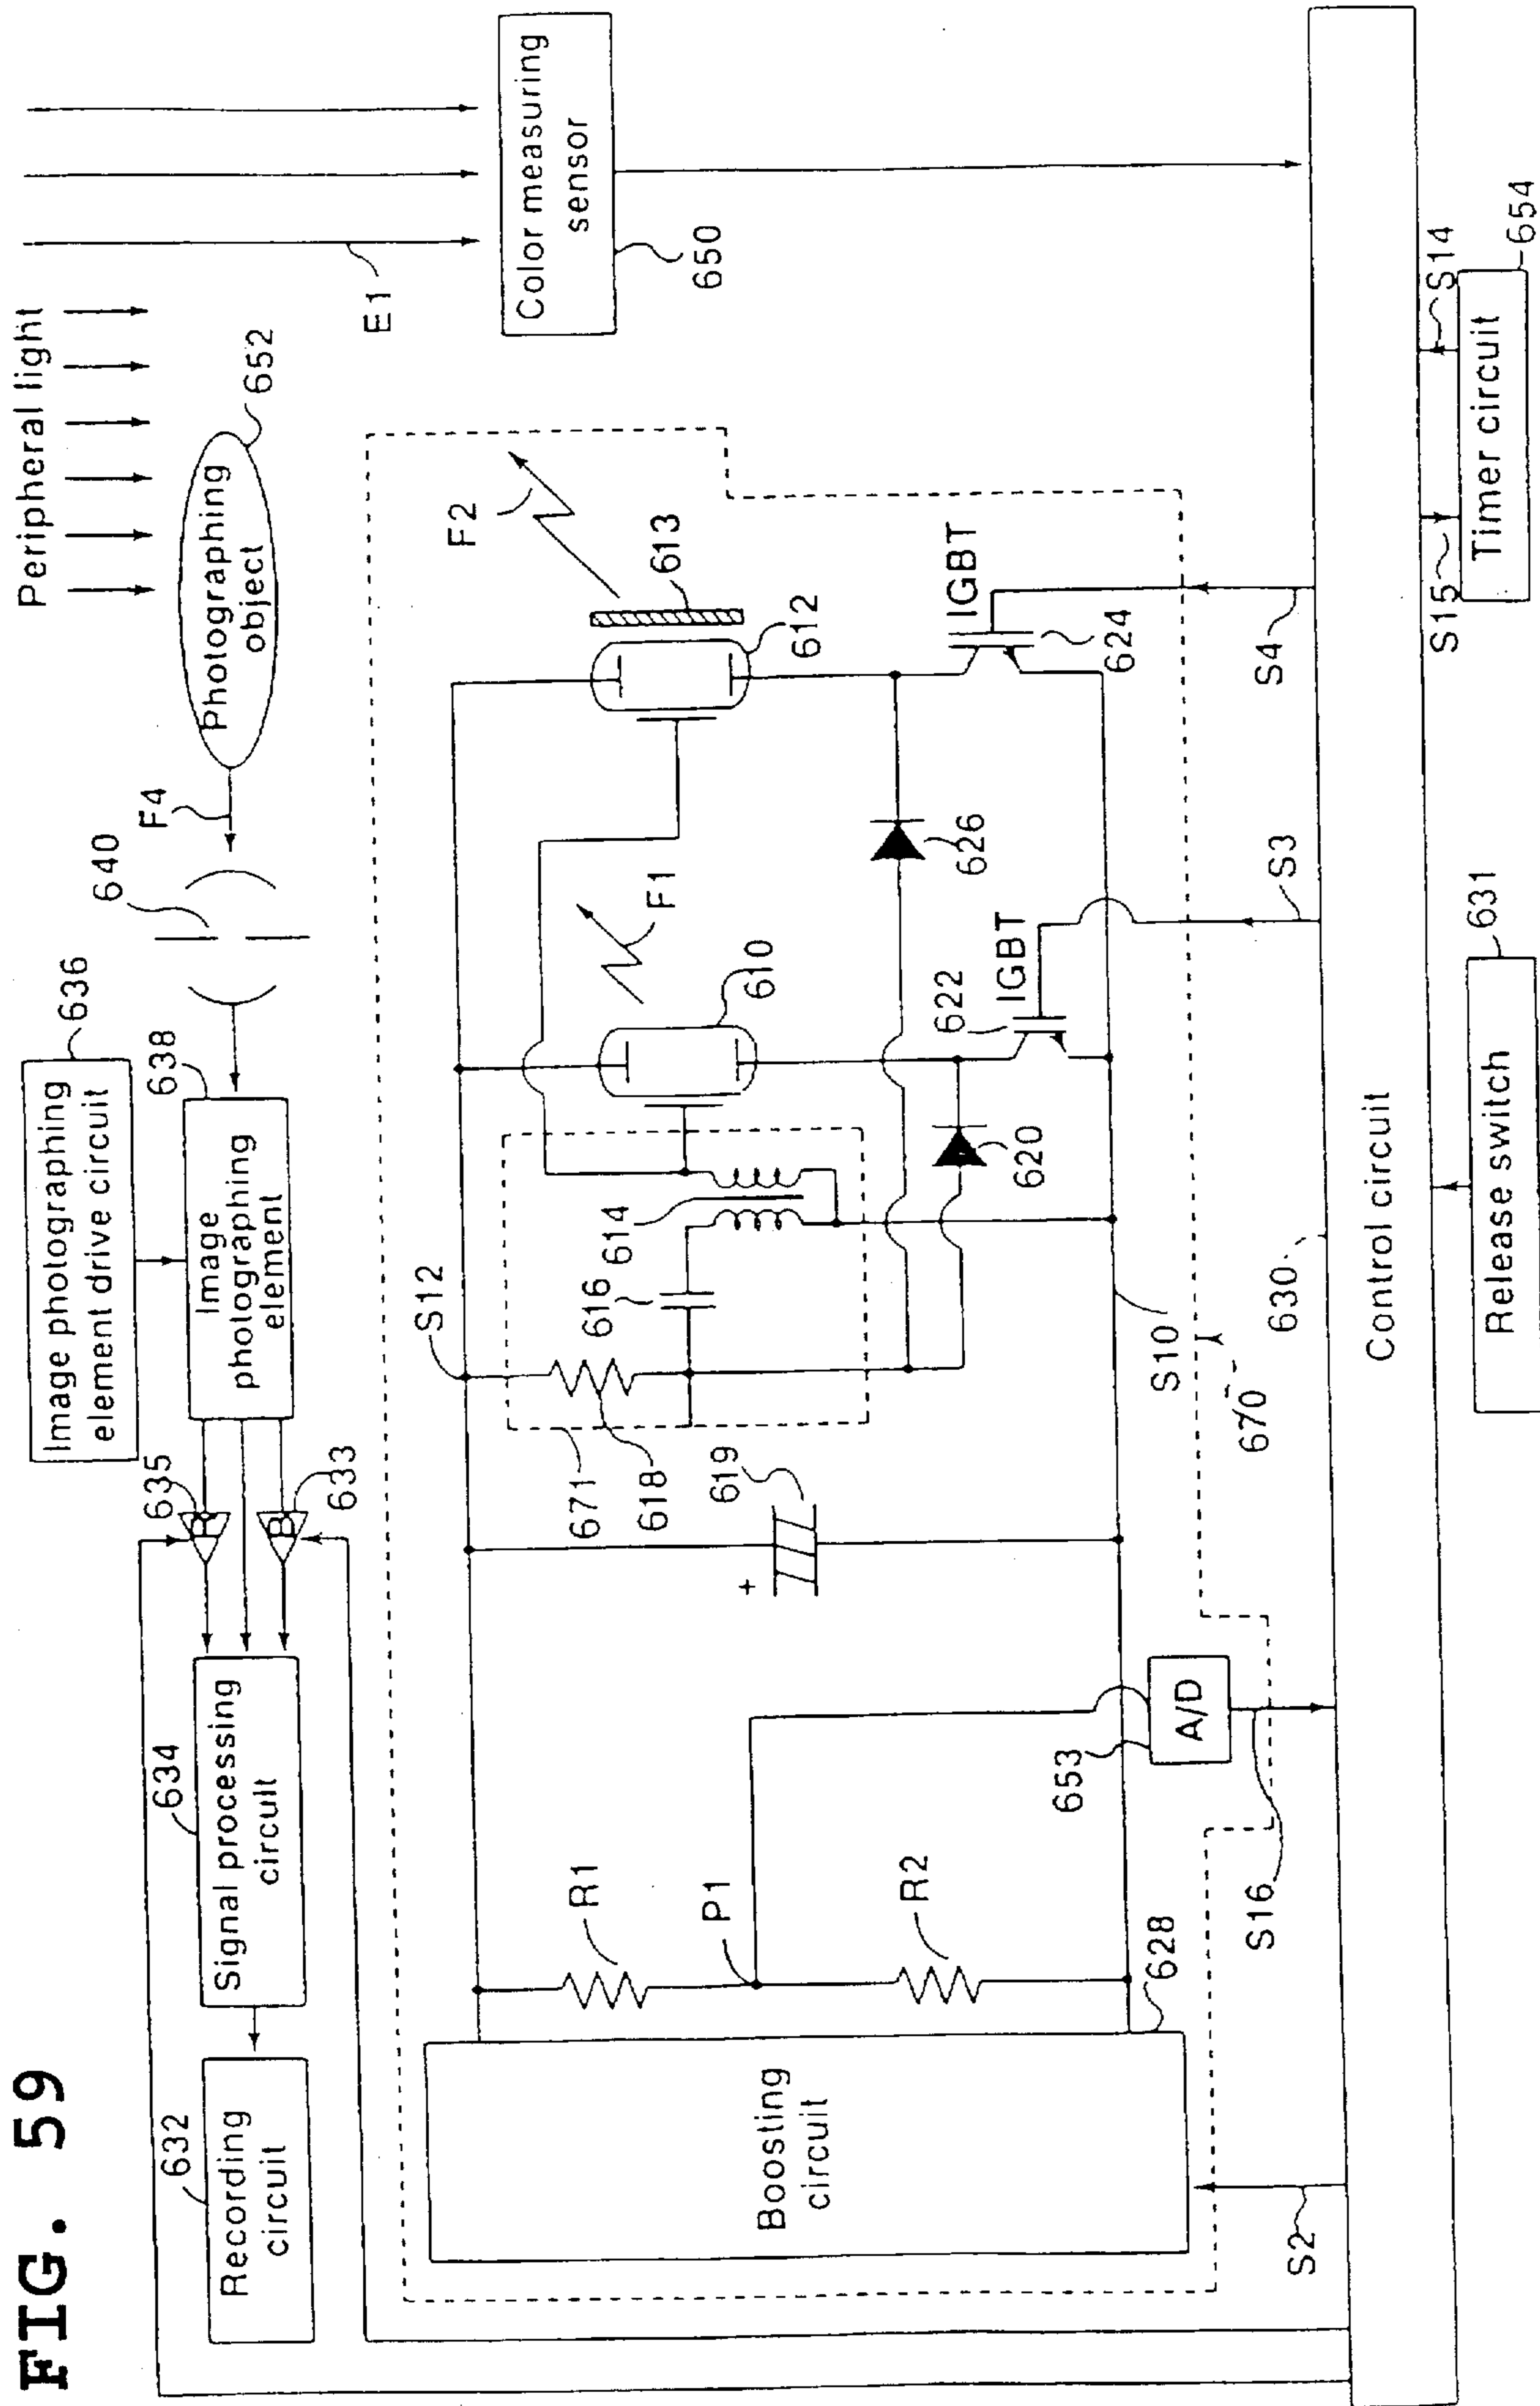 FIG. 59
Peripheral light
Photographing
object
652
F4
640
E1
Color measuring
sensor
650
Image photographing
element drive circuit
636
Image
photographing
element
638
R
635
B
633
Signal processing
circuit
634
Recording
circuit
632
Boosting
circuit
628
R1
P1
R2
A/D
653
S16
619
+
S12
671
618
616
614
620
626
610
F1
612
613
F2
IGBT
622
IGBT
624
S10
670
630
S2
S3
S4
Control circuit
Release switch
631
Timer circuit
654
S14
S15